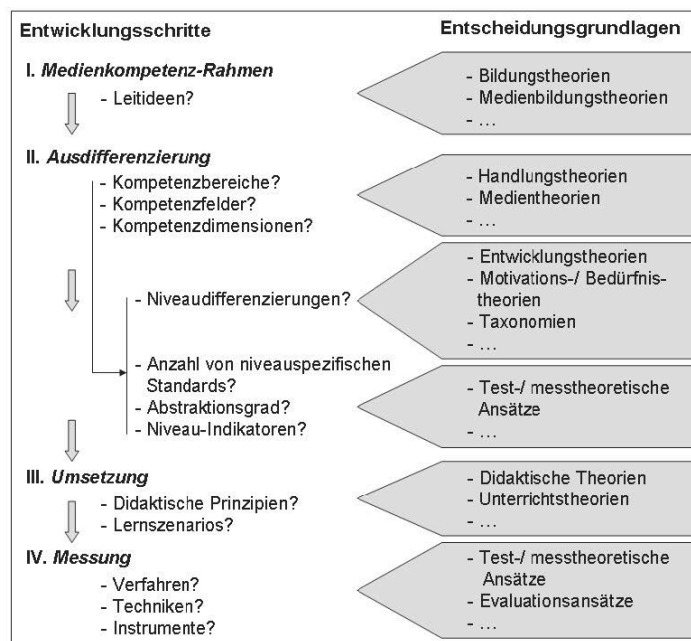 Entwicklungsschritte
Entscheidungsgrundlagen
I. Medienkompetenz-Rahmen
- Leitideen?
- Bildungstheorien
- Medienbildungstheorien
- ...
II. Ausdifferenzierung
- Kompetenzbereiche?
- Kompetenzfelder?
- Kompetenzdimensionen?
- Handlungstheorien
- Medientheorien
- ...
- Niveaudifferenzierungen?
- Entwicklungstheorien
- Motivations-/ Bedürfnis-
theorien
- Taxonomien
- ...
- Anzahl von niveauspezifischen
Standards?
- Abstraktionsgrad?
- Niveau-Indikatoren?
- Test-/ messtheoretische
Ansätze
- ...
III. Umsetzung
- Didaktische Prinzipien?
- Lernszenarios?
- Didaktische Theorien
- Unterrichtstheorien
- ...
IV. Messung
- Verfahren?
- Techniken?
- Instrumente?
- Test-/ messtheoretische
Ansätze
- Evaluationsansätze
- ...